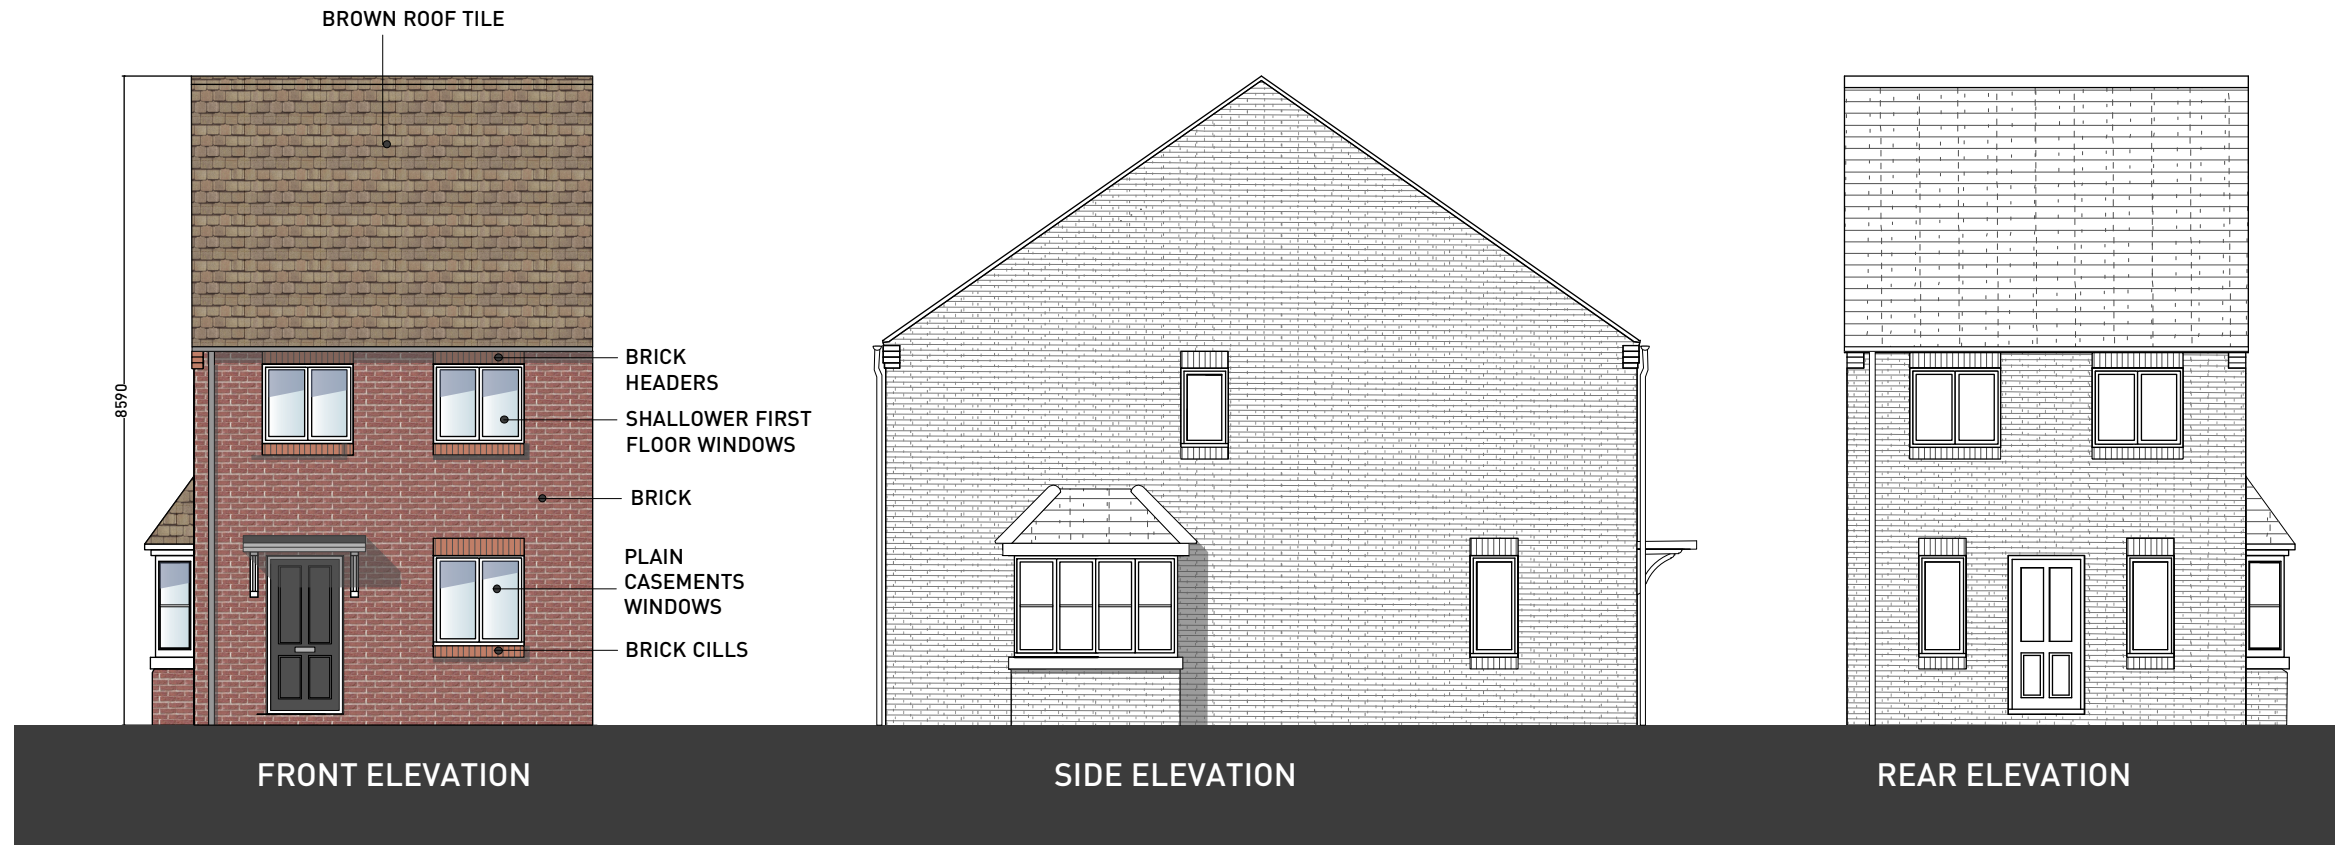 BROWN ROOF TILE
8590
BRICK
HEADERS
SHALLOWER FIRST
FLOOR WINDOWS
BRICK
PLAIN
CASEMENTS
WINDOWS
BRICK CILLS
FRONT ELEVATION
SIDE ELEVATION
REAR ELEVATION